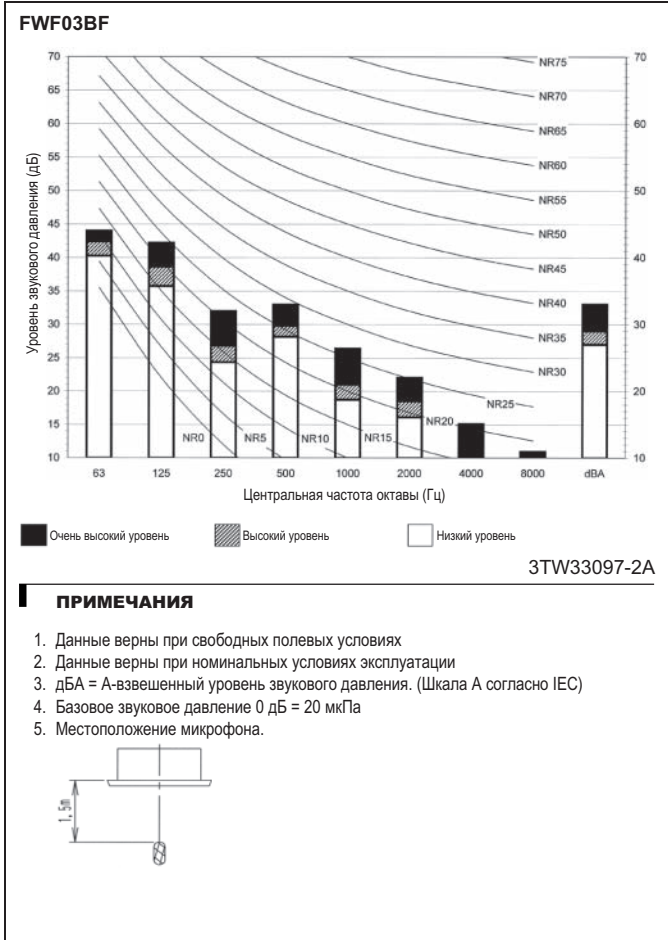 FWF03BF
Уровень звукового давления (дБ)
70
65
60
55
50
45
40
35
30
25
20
15
10
70
60
50
40
30
20
10
NR75
NR70
NR65
NR60
NR55
NR50
NR45
NR40
NR35
NR30
NR25
NR20
NR0 NR5 NR10 NR15
63 125 250 500 1000 2000 4000 8000 dBA
Центральная частота октавы (Гц)
Очень высокий уровень Высокий уровень Низкий уровень
3TW33097-2A
ПРИМЕЧАНИЯ
1. Данные верны при свободных полевых условиях
2. Данные верны при номинальных условиях эксплуатации
3. дБА = А-взвешенный уровень звукового давления. (Шкала А согласно IEC)
4. Базовое звуковое давление 0 дБ = 20 мкПа
5. Местоположение микрофона.
1,5m